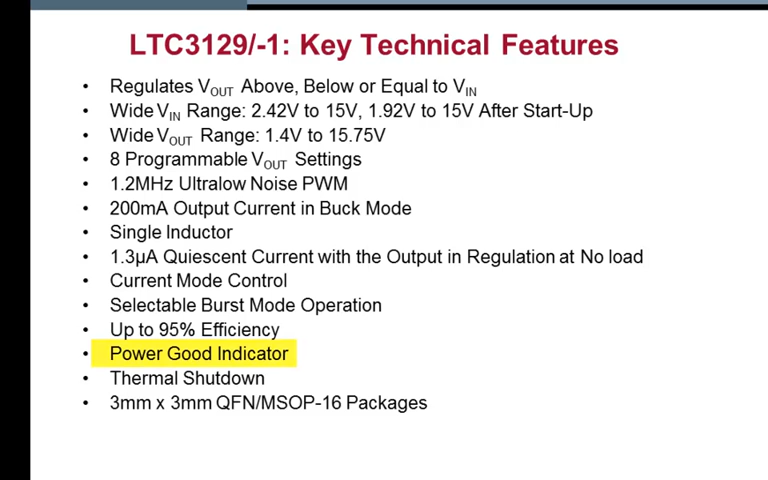 LTC3129/-1: Key Technical Features
• Regulates VOUT Above, Below or Equal to VIN
• Wide VIN Range: 2.42V to 15V, 1.92V to 15V After Start-Up
• Wide VOUT Range: 1.4V to 15.75V
• 8 Programmable VOUT Settings
• 1.2MHz Ultralow Noise PWM
• 200mA Output Current in Buck Mode
• Single Inductor
• 1.3µA Quiescent Current with the Output in Regulation at No load
• Current Mode Control
• Selectable Burst Mode Operation
• Up to 95% Efficiency
• Power Good Indicator
• Thermal Shutdown
• 3mm x 3mm QFN/MSOP-16 Packages